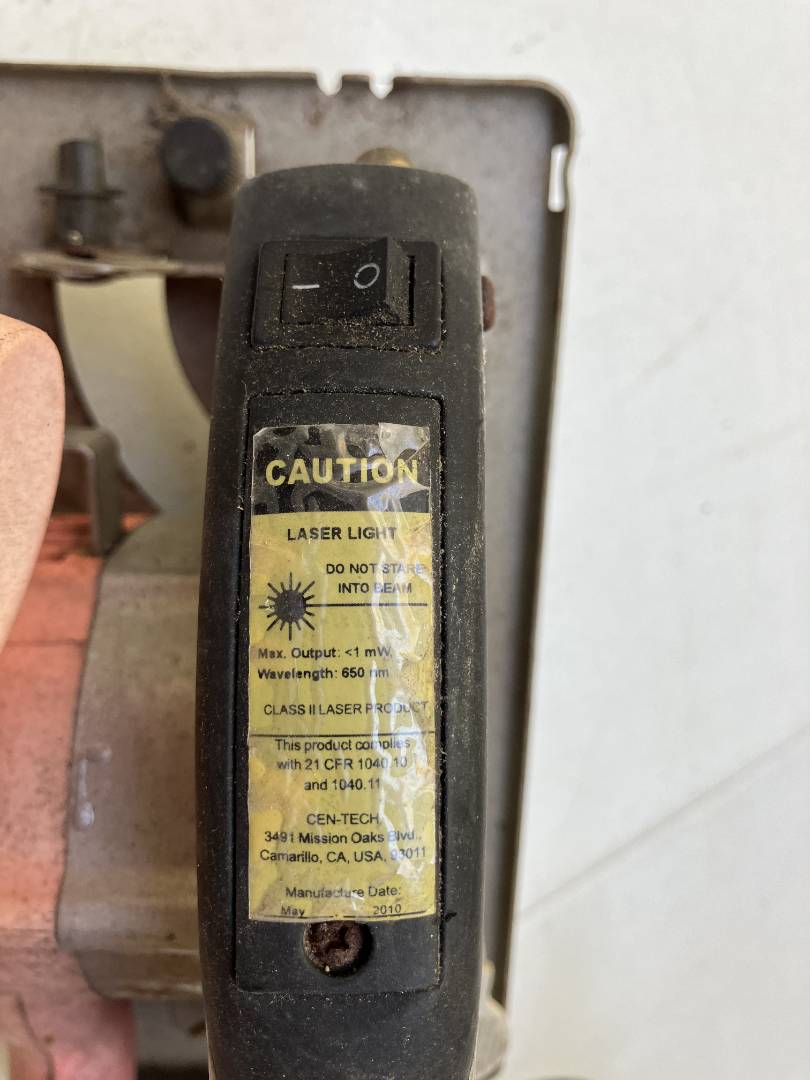 – O
CAUTION
LASER LIGHT
DO NOT STARE
INTO BEAM
Max. Output: <1 mW,
Wavelength: 650 nm
CLASS II LASER PRODUCT
This product complies
with 21 CFR 1040.10
and 1040.11
CEN-TECH
3491 Mission Oaks Blvd.,
Camarillo, CA, USA, 93011
Manufacture Date:
May 2010